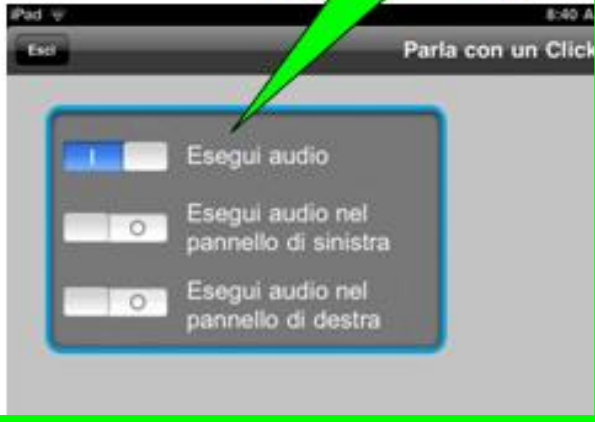 iPad 8:40 A
Esci Parla con un Click
Esegui audio
Esegui audio nel
pannello di sinistra
Esegui audio nel
pannello di destra